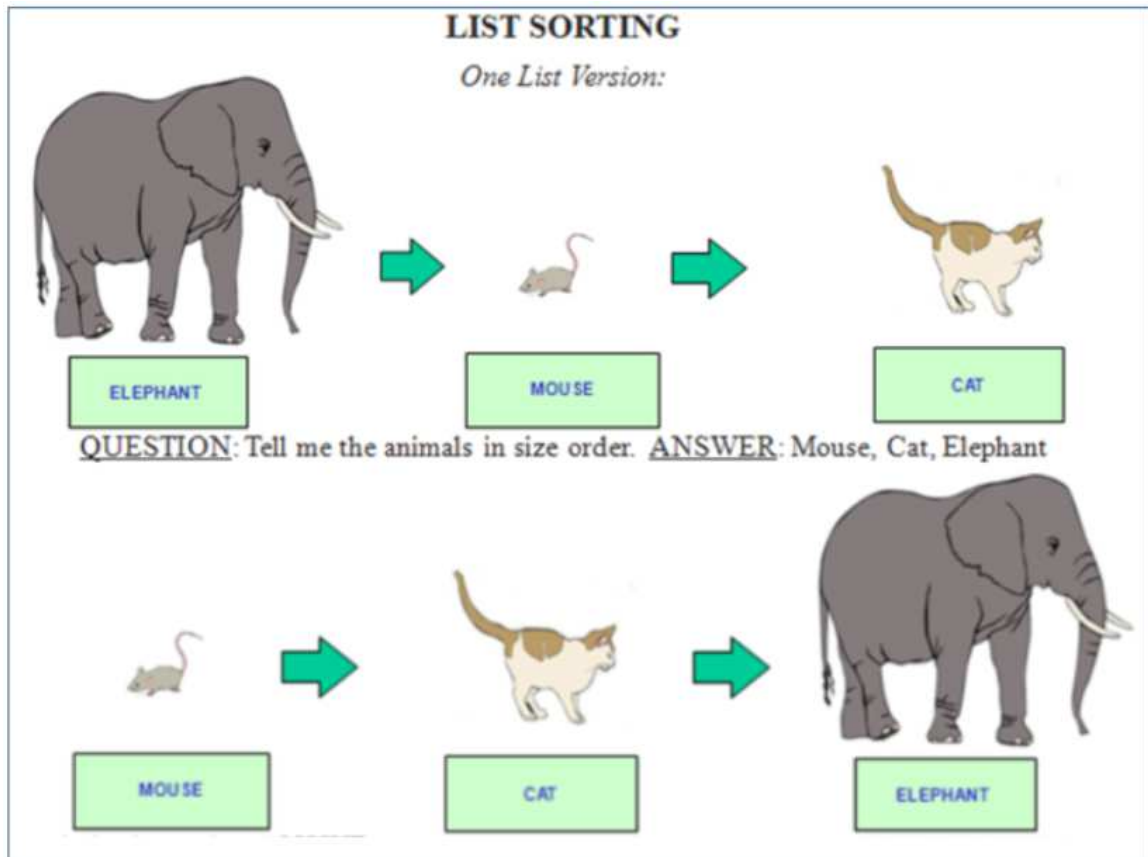 LIST SORTING
One List Version:
ELEPHANT
MOUSE
CAT
QUESTION: Tell me the animals in size order. ANSWER: Mouse, Cat, Elephant
MOUSE
CAT
ELEPHANT